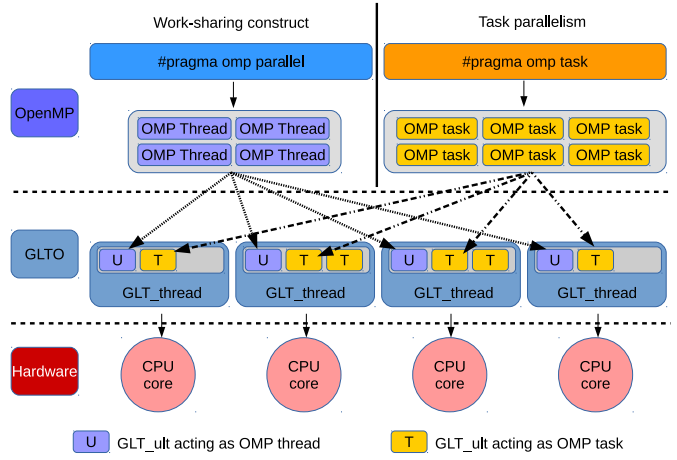 Work-sharing construct
Task parallelism
#pragma omp parallel
#pragma omp task
OpenMP
OMP Thread OMP Thread
OMP Thread OMP Thread
OMP task OMP task OMP task
OMP task OMP task OMP task
GLTO
U T
U T T
U T T
U T
GLT_thread
GLT_thread
GLT_thread
GLT_thread
Hardware
CPU
core
CPU
core
CPU
core
CPU
core
U GLT_ult acting as OMP thread
T GLT_ult acting as OMP task